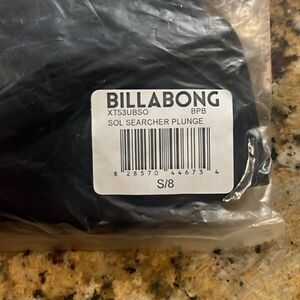 BILLABONG
XT53UBSO BPB
SOL SEARCHER PLUNGE
8 28570 44673 4
S/8